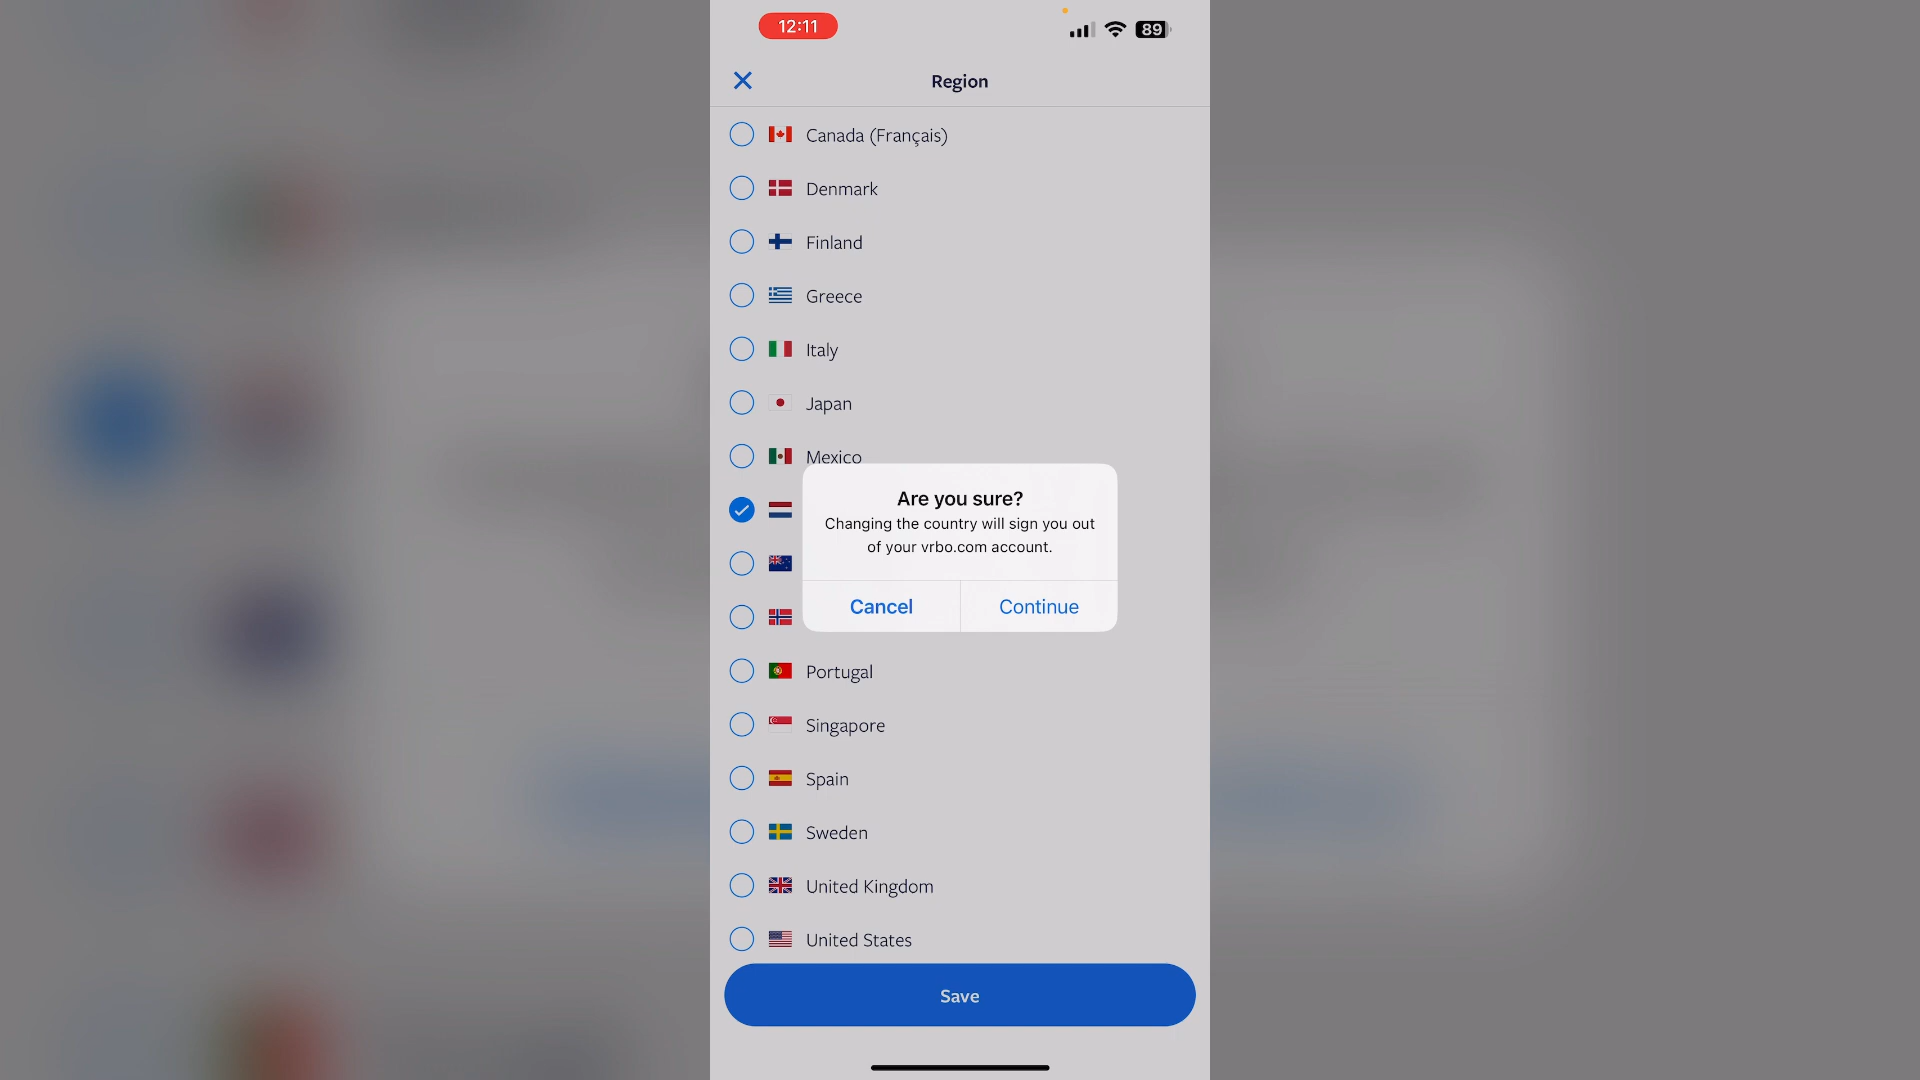 12:11
89
Region
Canada (Français)
Denmark
Finland
Greece
Italy
Japan
Mexico
Are you sure?
Changing the country will sign you out
of your vrbo.com account.
Cancel
Continue
Portugal
Singapore
Spain
Sweden
United Kingdom
United States
Save